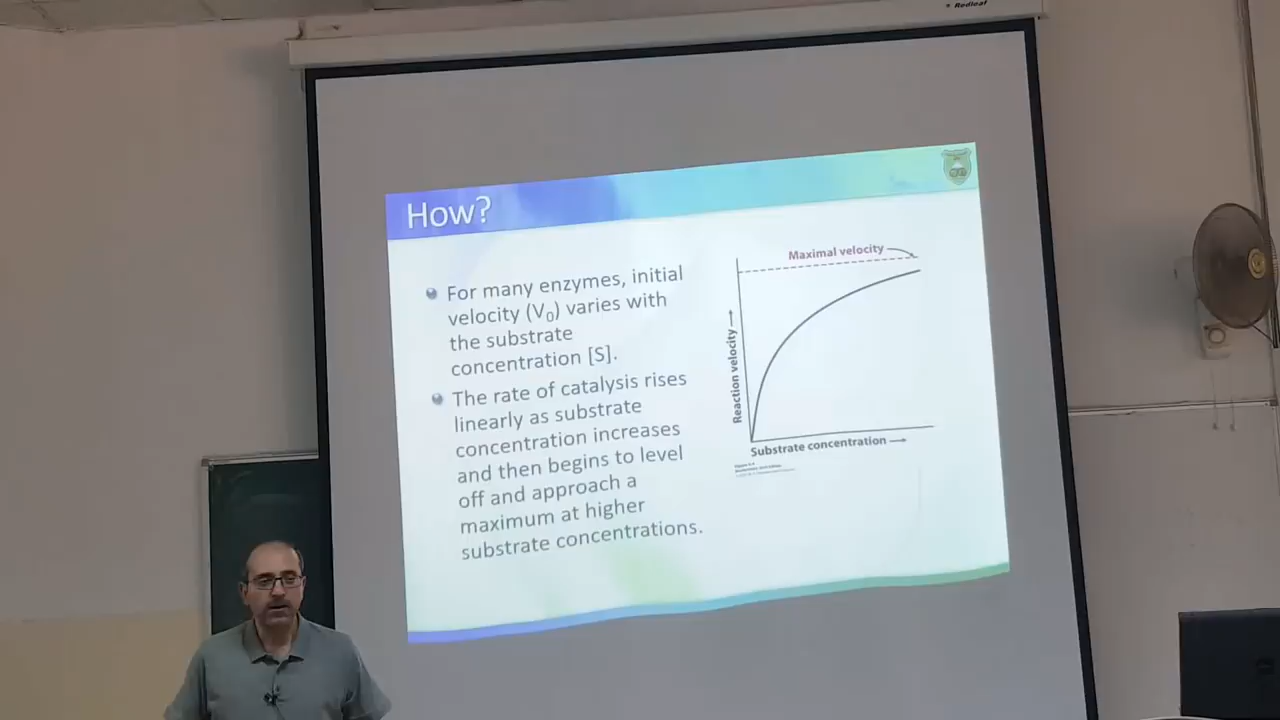 Redleaf
How?
For many enzymes, initial
velocity (V₀) varies with
the substrate
concentration [S].
The rate of catalysis rises
linearly as substrate
concentration increases
and then begins to level
off and approach a
maximum at higher
substrate concentrations.
Maximal velocity
Reaction velocity →
Substrate concentration →